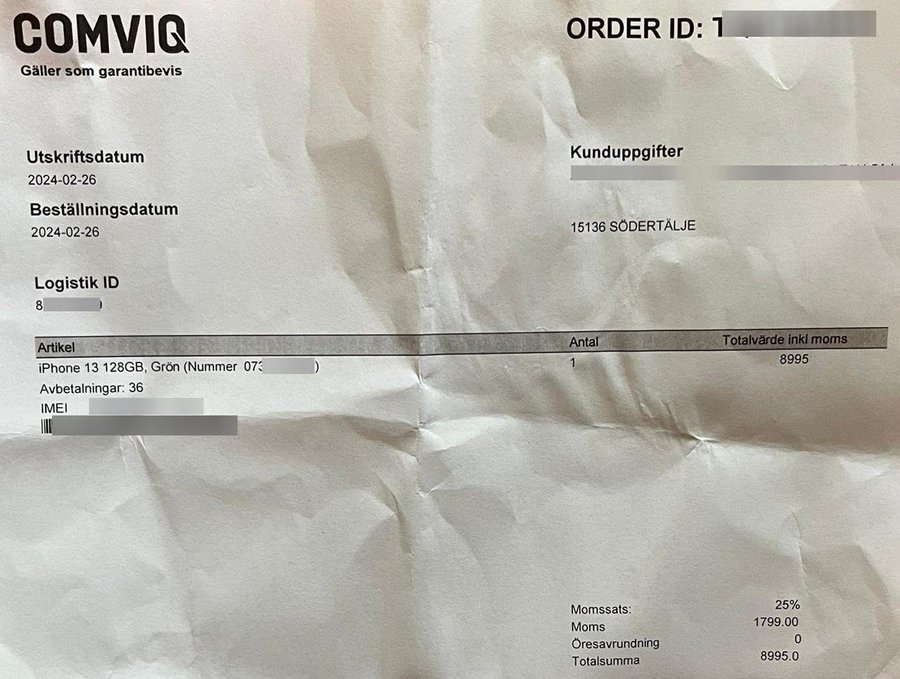 COMVIQ
Gäller som garantibevis
ORDER ID: T
Utskriftsdatum
2024-02-26
Beställningsdatum
2024-02-26
Logistik ID
8
Kunduppgifter
15136 SÖDERTÄLJE
Artikel Antal Totalvärde inkl moms
iPhone 13 128GB, Grön (Nummer 073 ) 1 8995
Avbetalningar: 36
IMEI
Momssats: 25%
Moms 1799.00
Öresavrundning 0
Totalsumma 8995.0